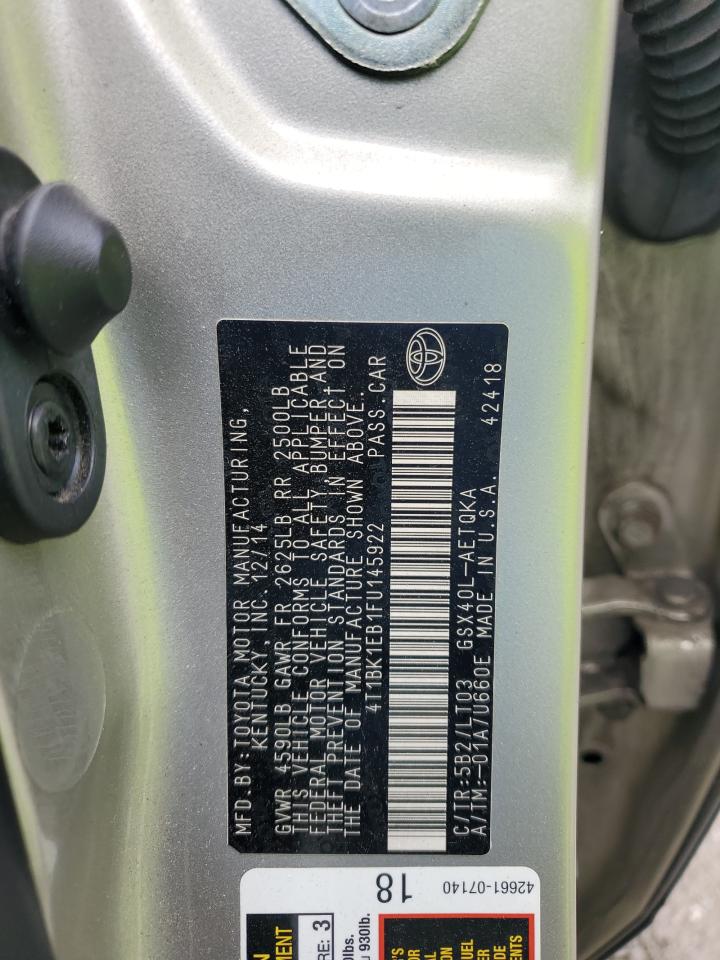 MFD.BY:TOYOTA MOTOR MANUFACTURING,
KENTUCKY, INC. 12/14
GVWR 4590LB GAWR FR 2625LB RR 2500LB
THIS VEHICLE CONFORMS TO ALL APPLICABLE
FEDERAL MOTOR VEHICLE SAFETY, BUMPER AND
THEFT PREVENTION STANDARDS IN EFFECT ON
THE DATE OF MANUFACTURE SHOWN ABOVE.
4T1BK1EB1FU145922 PASS.CAR
C/TR:5B2/LT03 GSX40L-AETQKA
A/TM:-01A/U660E MADE IN U.S.A. 42418
42661-07140
18
3
930lb.